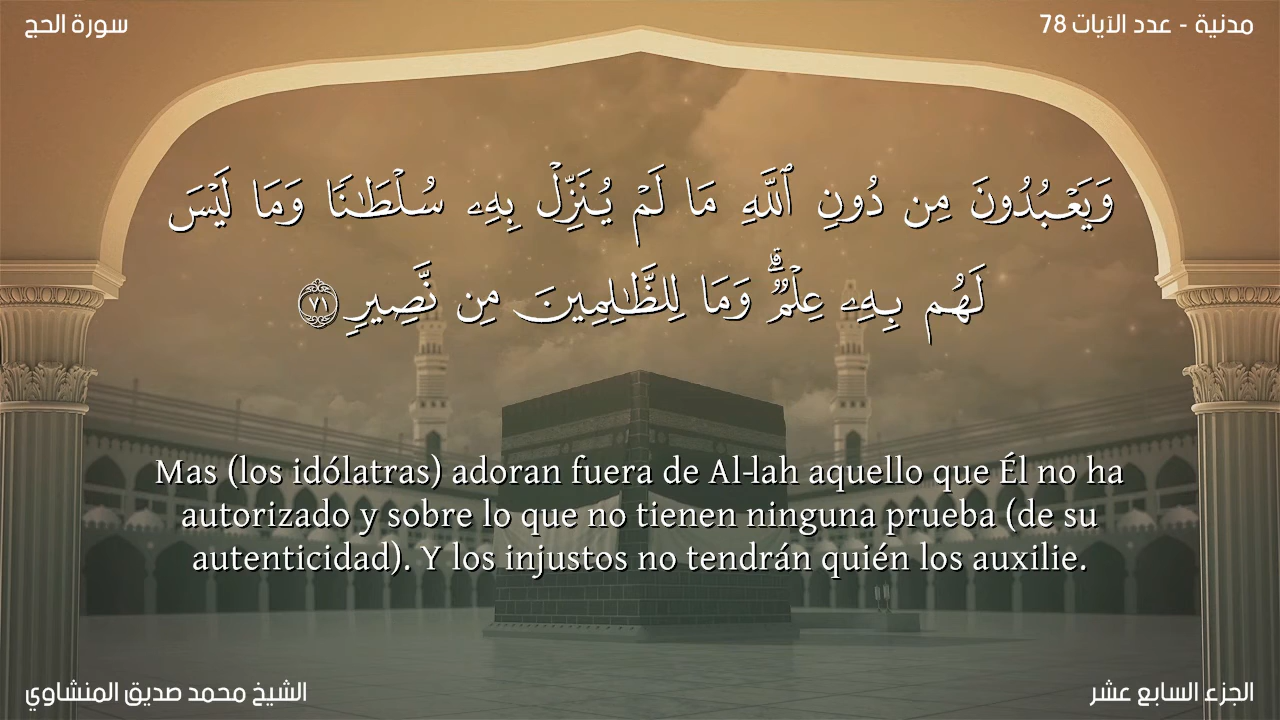 سورة الحج
مدنية - عدد الآيات 78
وَيَعْبُدُونَ مِن دُونِ ٱللَّهِ مَا لَمْ يُنَزِّلْ بِهِۦ سُلْطَـٰنًا وَمَا لَيْسَ
لَهُم بِهِۦ عِلْمٌ ۗ وَمَا لِلظَّـٰلِمِينَ مِن نَّصِيرٍ ٧١
Mas (los idólatras) adoran fuera de Al-lah aquello que Él no ha
autorizado y sobre lo que no tienen ninguna prueba (de su
autenticidad). Y los injustos no tendrán quién los auxilie.
الشيخ محمد صديق المنشاوي
الجزء السابع عشر